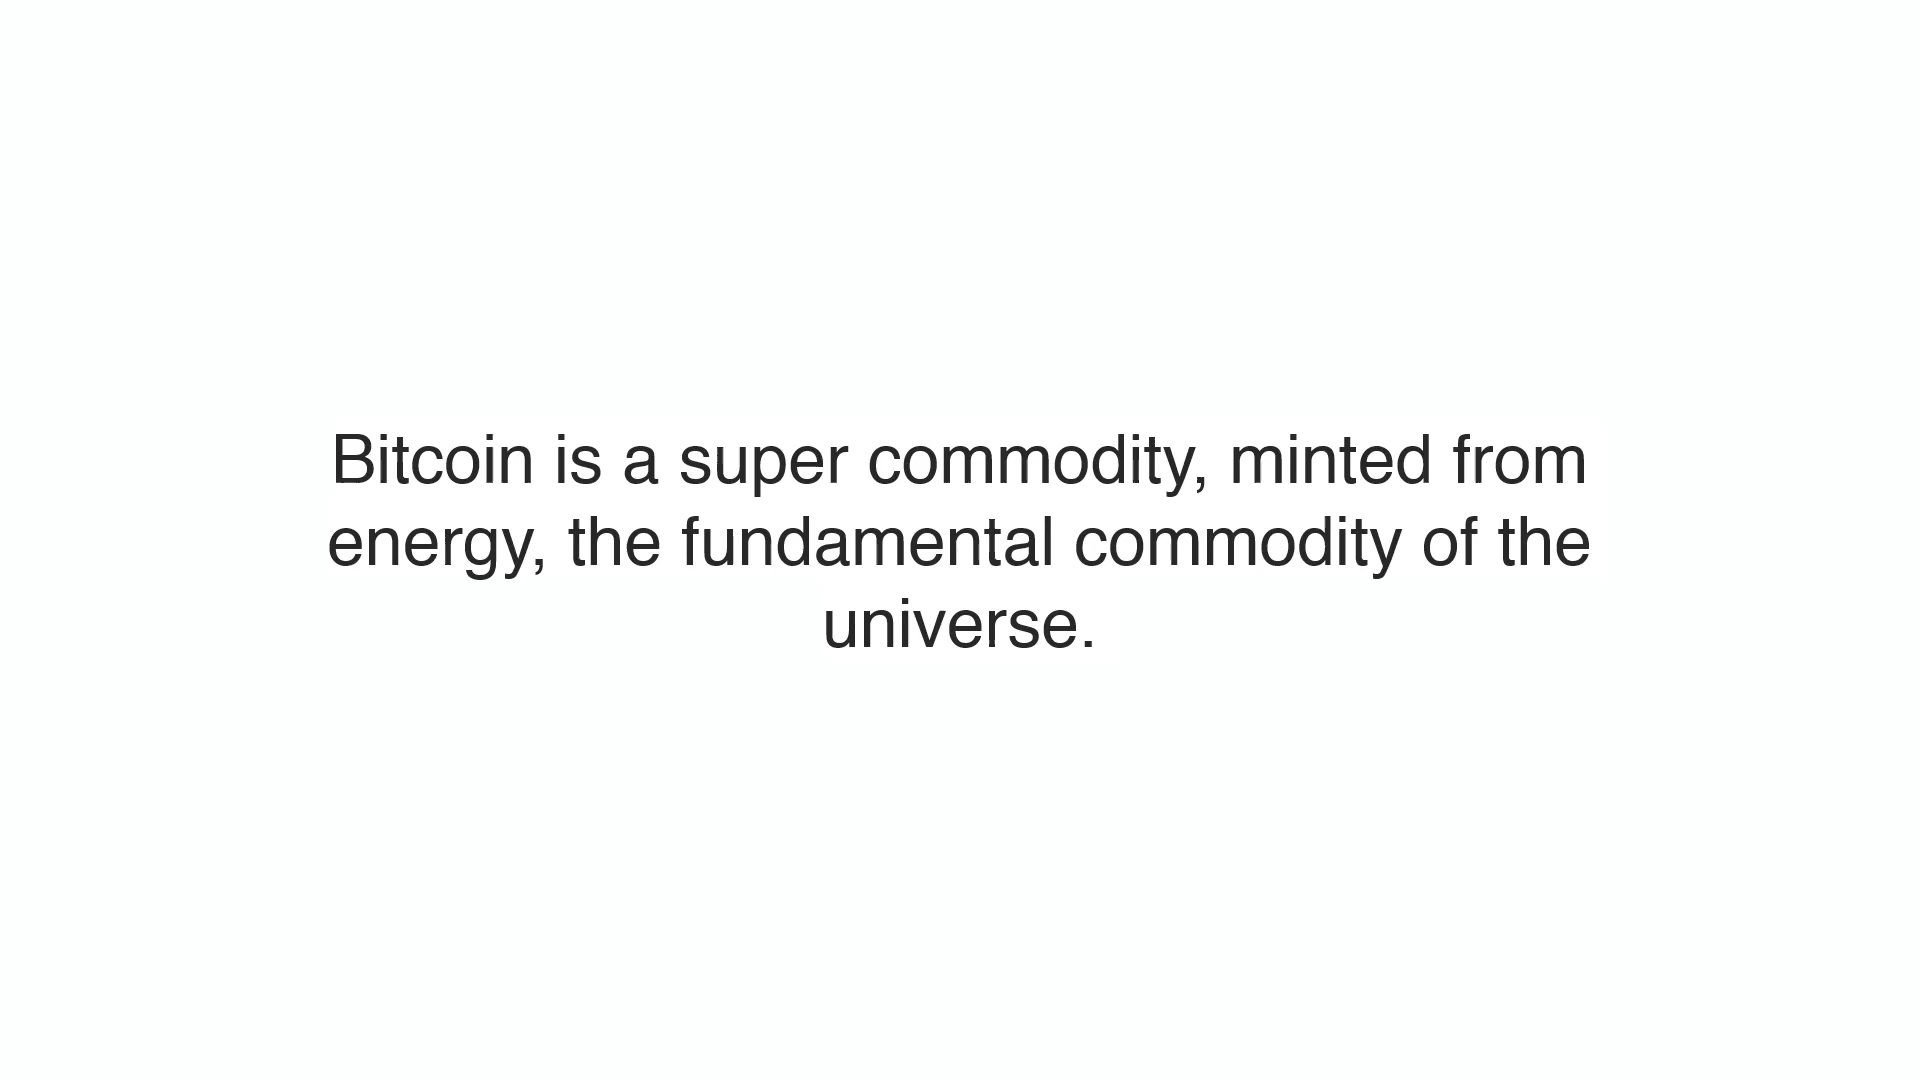 Bitcoin is a super commodity, minted from
energy, the fundamental commodity of the
universe.